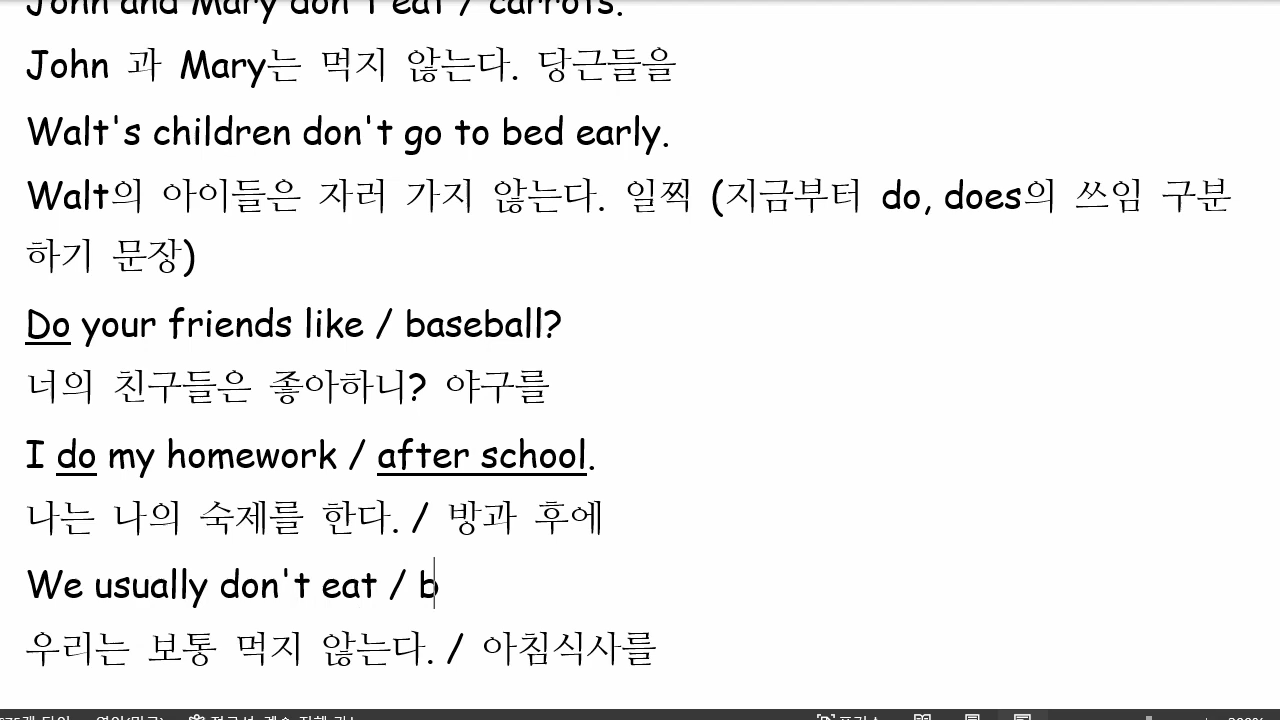 John and Mary don't eat / carrots.
John 과 Mary는 먹지 않는다. 당근들을
Walt's children don't go to bed early.
Walt의 아이들은 자러 가지 않는다. 일찍 (지금부터 do, does의 쓰임 구분
하기 문장)
Do your friends like / baseball?
너의 친구들은 좋아하니? 야구를
I do my homework / after school.
나는 나의 숙제를 한다. / 방과 후에
We usually don't eat / b
우리는 보통 먹지 않는다. / 아침식사를